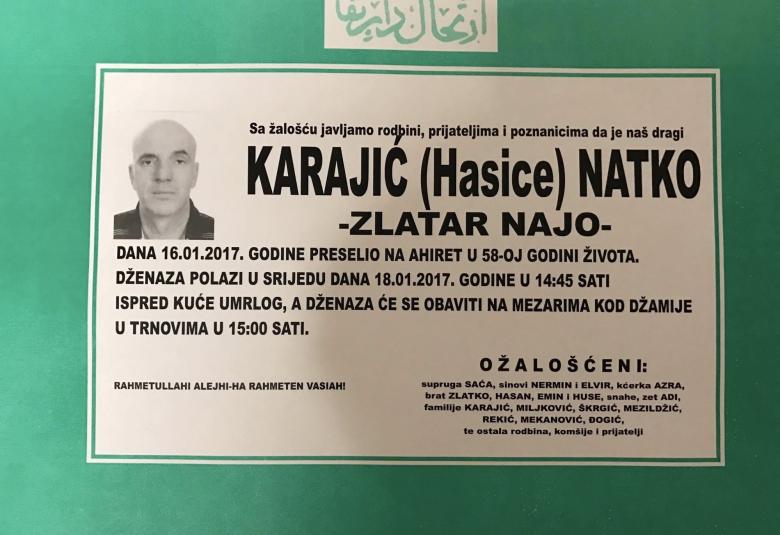 Sa žalošću javljamo rodbini, prijateljima i poznanicima da je naš dragi
KARAJIĆ (Hasice) NATKO
-ZLATAR NAJO-
DANA 16.01.2017. GODINE PRESELIO NA AHIRET U 58-OJ GODINI ŽIVOTA.
DŽENAZA POLAZI U SRIJEDU DANA 18.01.2017. GODINE U 14:45 SATI
ISPRED KUĆE UMRLOG, A DŽENAZA ĆE SE OBAVITI NA MEZARIMA KOD DŽAMIJE
U TRNOVIMA U 15:00 SATI.
RAHMETULLAHI ALEJHI-HA RAHMETEN VASIAH!
OŽALOŠĆENI:
supruga SAĆA, sinovi NERMIN i ELVIR, kćerka AZRA,
brat ZLATKO, HASAN, EMIN i HUSE, snahe, zet ADI,
familije KARAJIĆ, MILJKOVIĆ, ŠKRGIĆ, MEZILDŽIĆ,
REKIĆ, MEKANOVIĆ, ĐOGIĆ,
te ostala rodbina, komšije i prijatelji